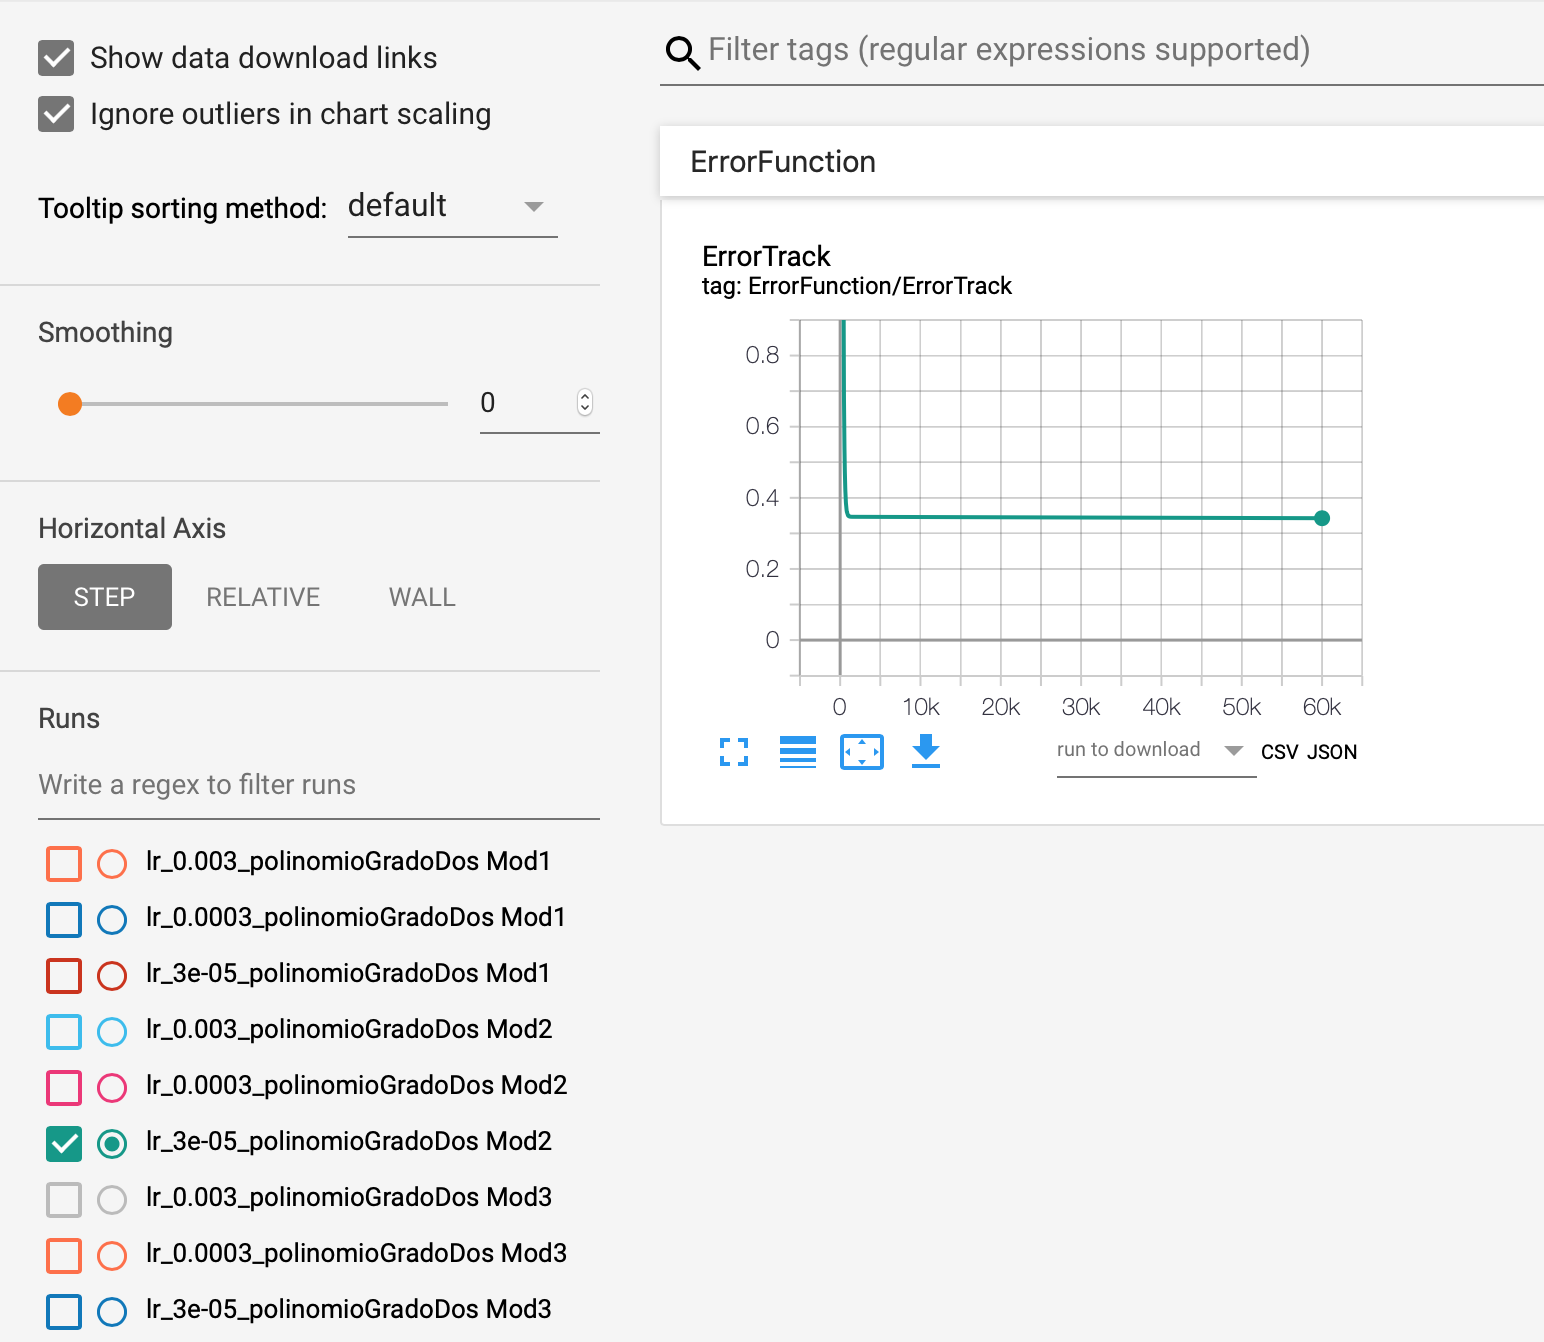 Show data download links
Ignore outliers in chart scaling
Tooltip sorting method: default
Smoothing
0
Horizontal Axis
STEP RELATIVE WALL
Runs
Write a regex to filter runs
lr_0.003_polinomioGradoDos Mod1
lr_0.0003_polinomioGradoDos Mod1
lr_3e-05_polinomioGradoDos Mod1
lr_0.003_polinomioGradoDos Mod2
lr_0.0003_polinomioGradoDos Mod2
lr_3e-05_polinomioGradoDos Mod2
lr_0.003_polinomioGradoDos Mod3
lr_0.0003_polinomioGradoDos Mod3
lr_3e-05_polinomioGradoDos Mod3
Filter tags (regular expressions supported)
ErrorFunction
ErrorTrack
tag: ErrorFunction/ErrorTrack
0.8
0.6
0.4
0.2
0
0 10k 20k 30k 40k 50k 60k
run to download CSV JSON